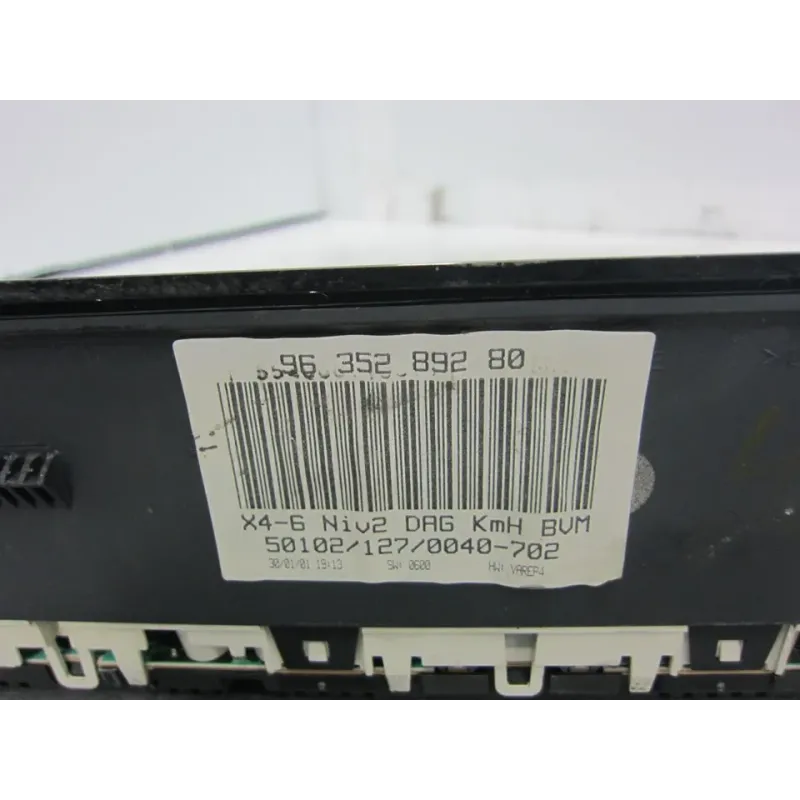 96 352 892 80
X4-6 Niv2 DAG KmH BVM
50102/127/0040-702
30/01/01 19:13 SW: 0600 HW: VAREP4